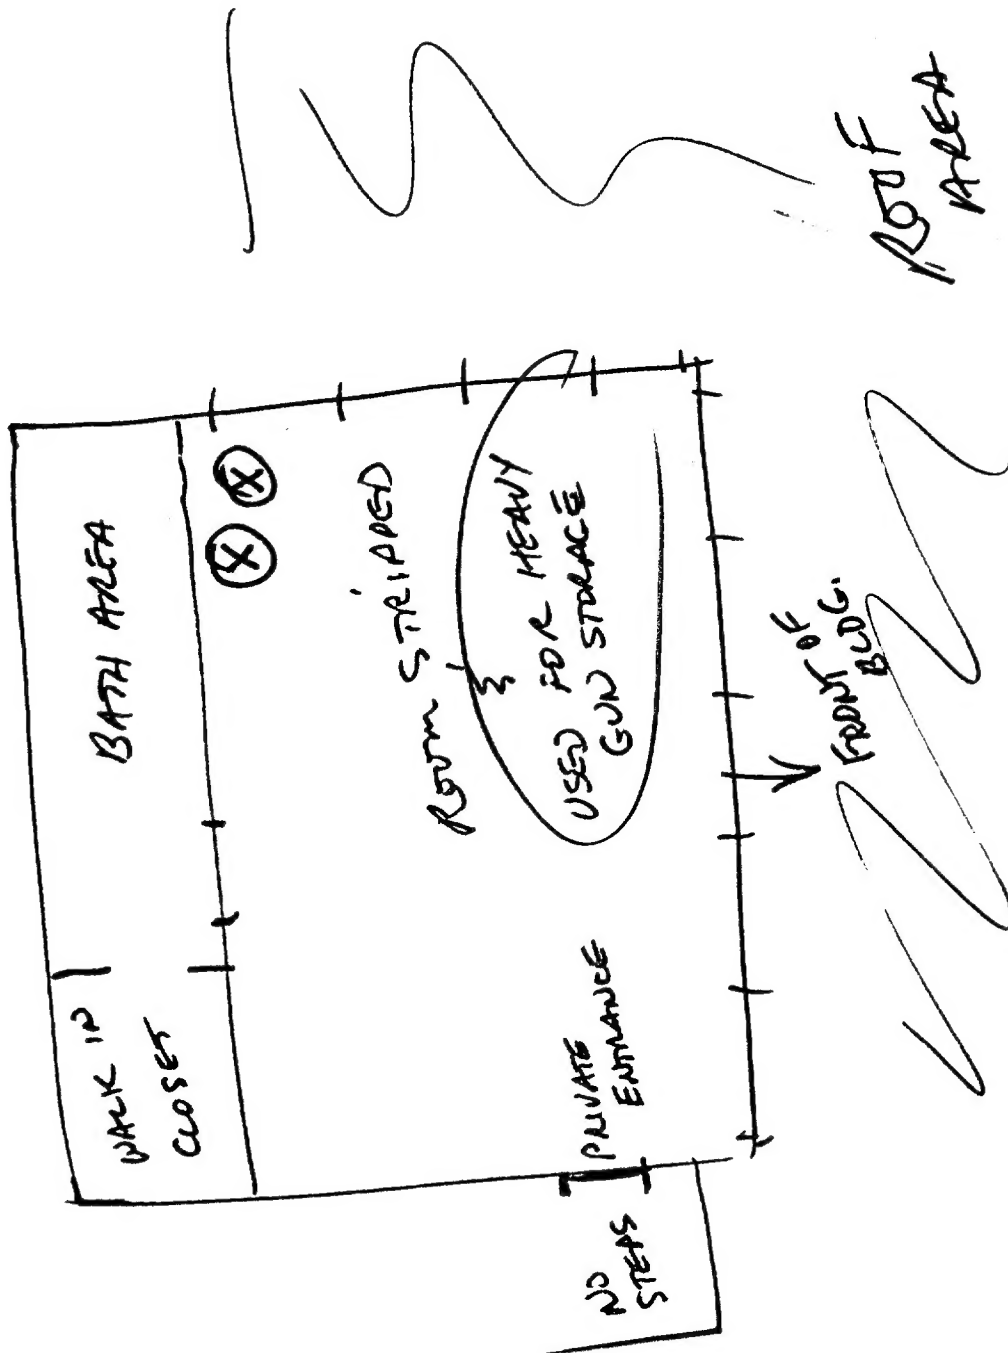 WALK IN
CLOSET
BATH AREA
X X
ROOM STRIPPED
&
USED FOR HEAVY
GUN STORAGE
PRIVATE
ENTRANCE
NO
STEPS
FRONT OF
BLDG.
ROOF
AREA